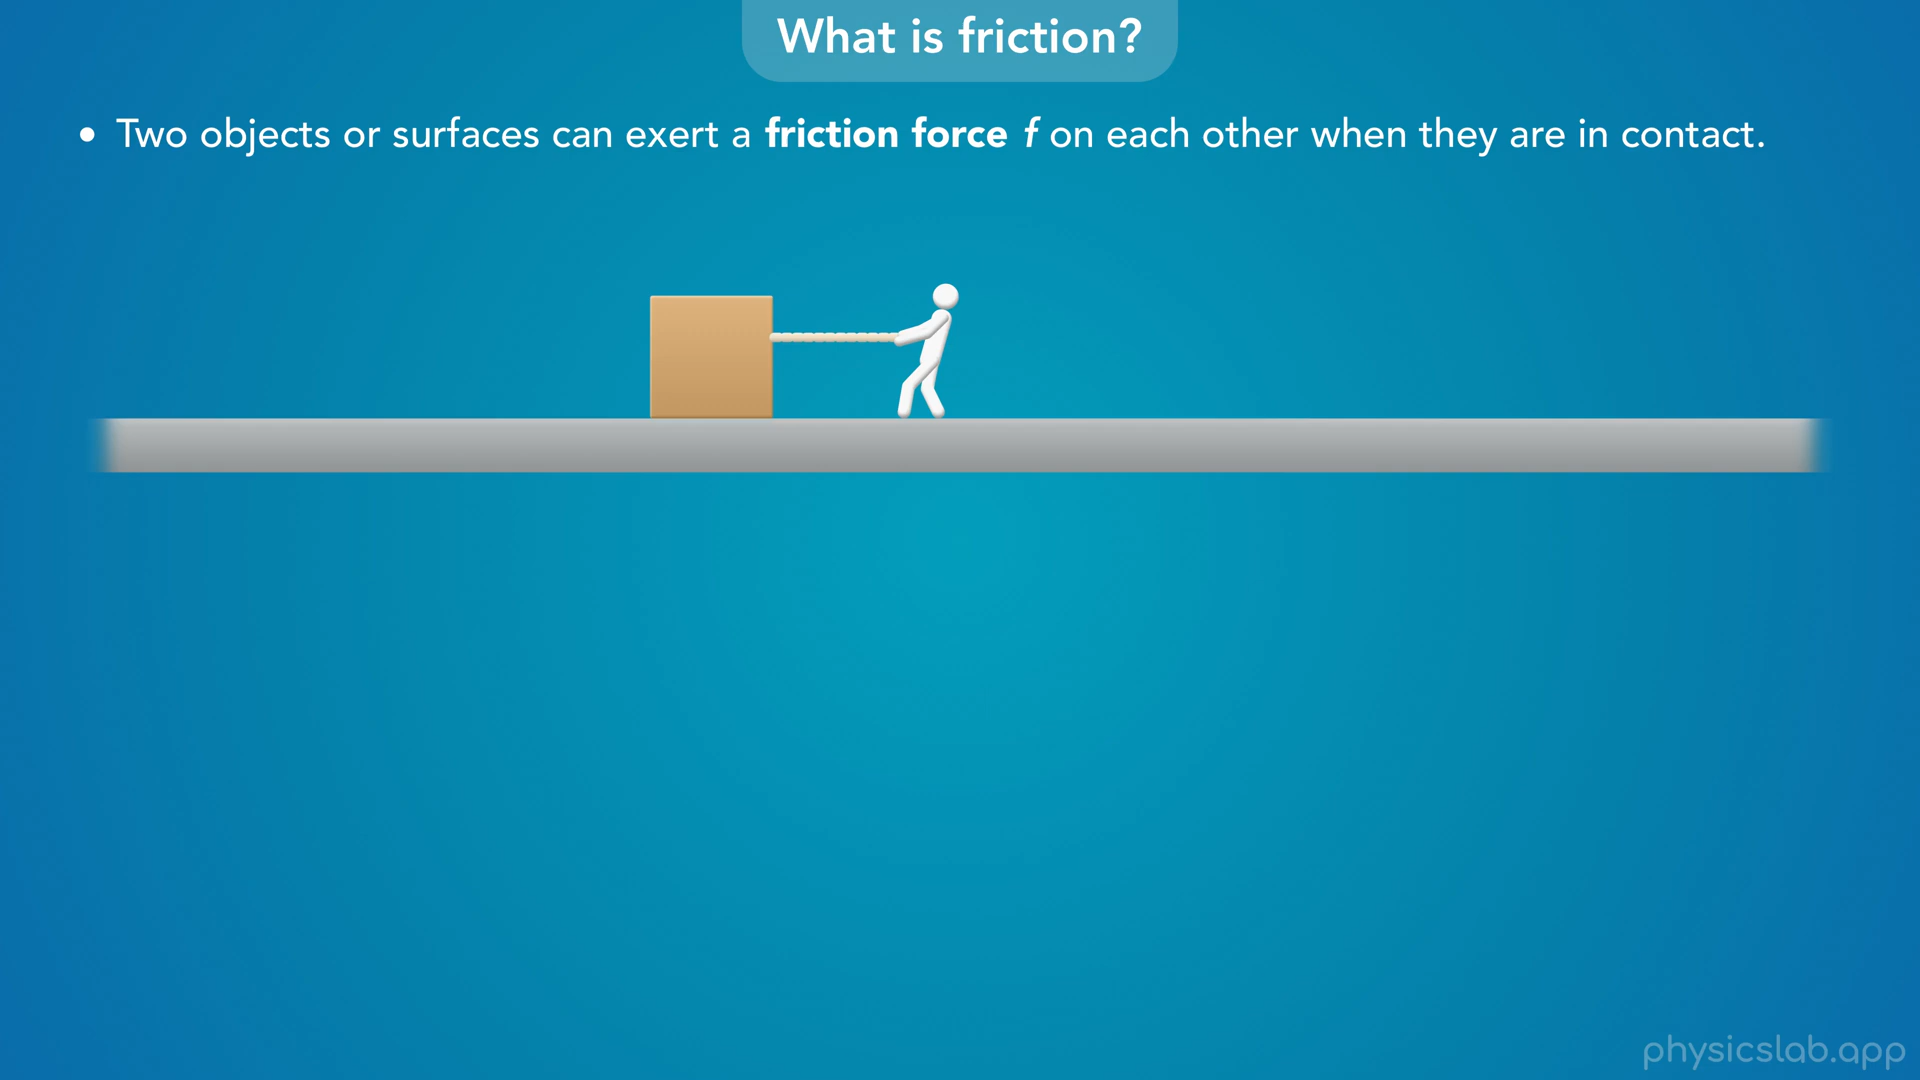 What is friction?
• Two objects or surfaces can exert a friction force f on each other when they are in contact.
physicslab.app